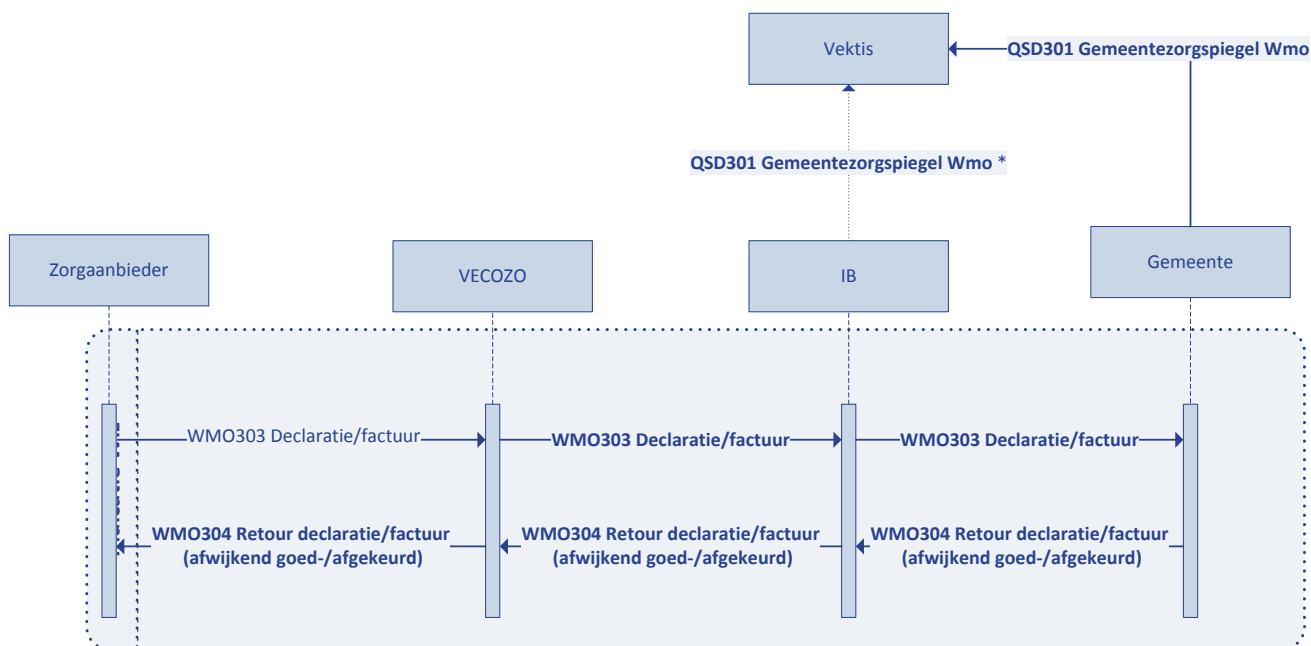 Vektis
QSD301 Gemeentezorgspiegel Wmo
QSD301 Gemeentezorgspiegel Wmo *
Zorgaanbieder
VECOZO
IB
Gemeente
WMO303 Declaratie/factuur
WMO303 Declaratie/factuur
WMO303 Declaratie/factuur
WMO304 Retour declaratie/factuur
(afwijkend goed-/afgekeurd)
WMO304 Retour declaratie/factuur
(afwijkend goed-/afgekeurd)
WMO304 Retour declaratie/factuur
(afwijkend goed-/afgekeurd)